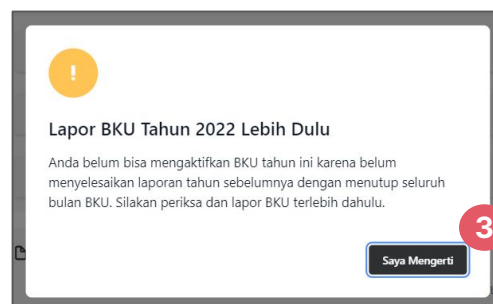 !
Lapor BKU Tahun 2022 Lebih Dulu
Anda belum bisa mengaktifkan BKU tahun ini karena belum
menyelesaikan laporan tahun sebelumnya dengan menutup seluruh
bulan BKU. Silakan periksa dan lapor BKU terlebih dahulu.
3
Saya Mengerti